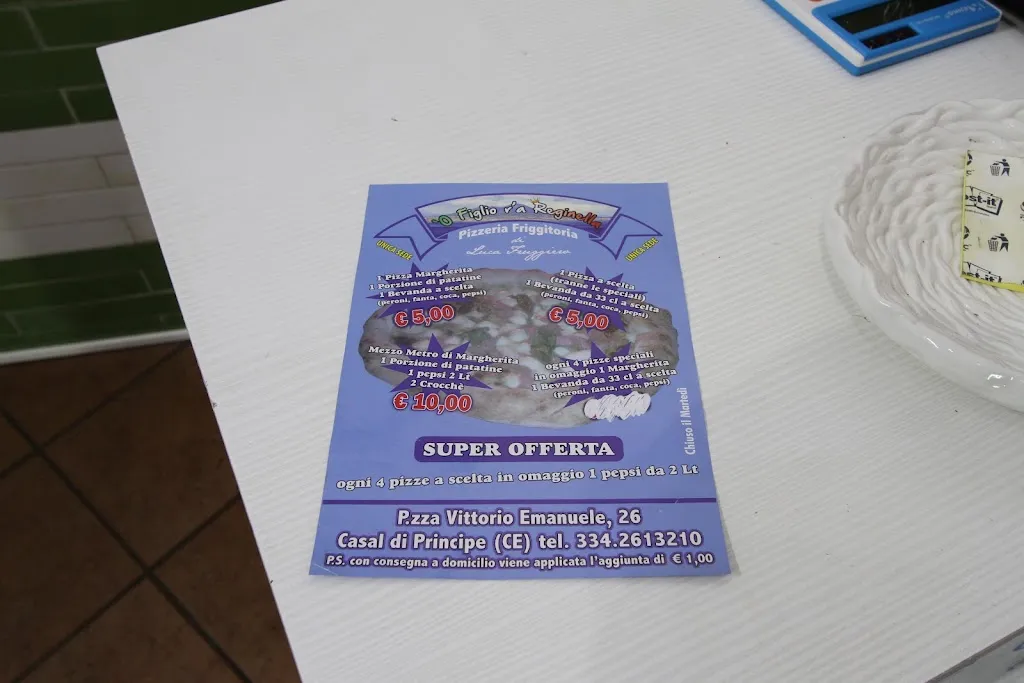 'O Figlio r'a Reginella
Pizzeria Friggitoria
di
UNICA SEDE
UNICA SEDE
1 Pizza Margherita
1 Porzione di patatine
1 Bevanda a scelta
(peroni, fanta, coca, pepsi)
€ 5,00
1 Pizza a scelta
(tranne le speciali)
1 Bevanda da 33 cl a scelta
(peroni, fanta, coca, pepsi)
€ 5,00
Mezzo Metro di Margherita
1 Porzione di patatine
1 pepsi 2 Lt
2 Crocchè
€ 10,00
ogni 4 pizze speciali
in omaggio 1 Margherita
1 Bevanda da 33 cl a scelta
(peroni, fanta, coca, pepsi)
Chiuso il Martedì
SUPER OFFERTA
ogni 4 pizze a scelta in omaggio 1 pepsi da 2 Lt
P.zza Vittorio Emanuele, 26
Casal di Principe (CE) tel. 334.2613210
P.S. con consegna a domicilio viene applicata l'aggiunta di € 1,00